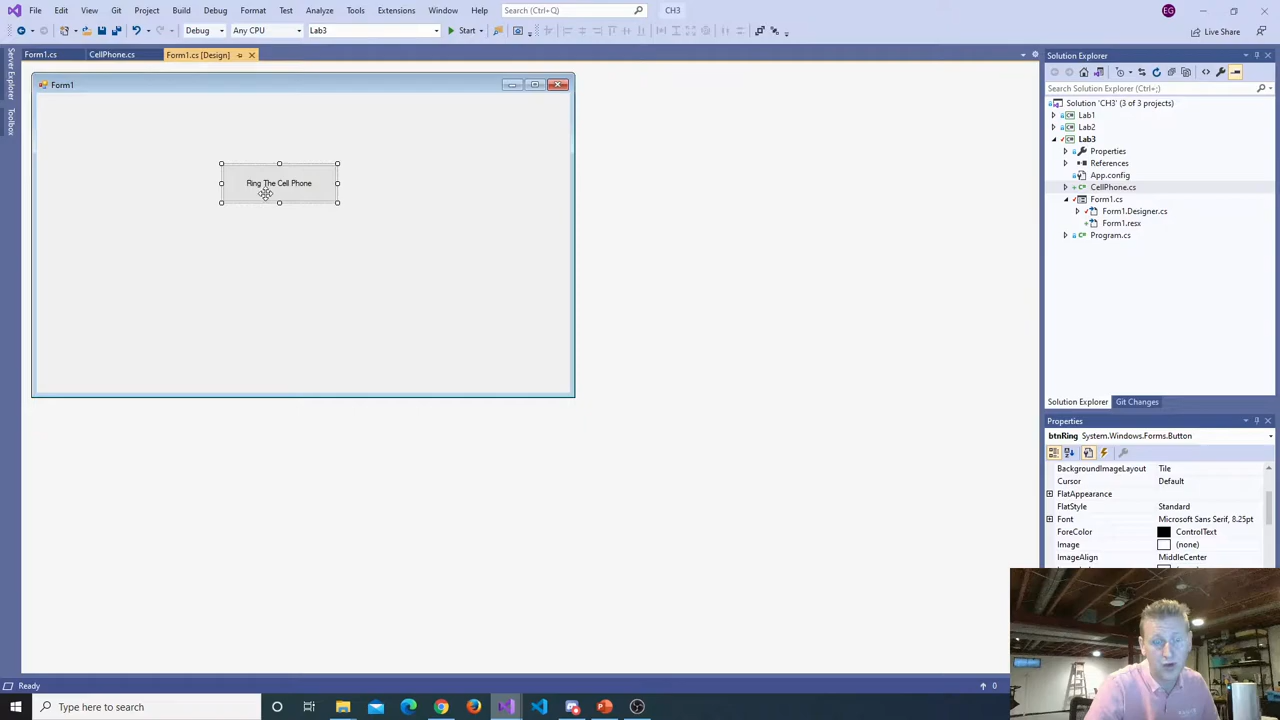 File Edit View Git Project Build Debug Format Test Analyze Tools Extensions Window Help Search (Ctrl+Q) CH3 EG
Debug Any CPU Lab3 Start Live Share
Form1.cs CellPhone.cs Form1.cs [Design]
Server Explorer
Toolbox
Form1
Ring The Cell Phone
Solution Explorer
Search Solution Explorer (Ctrl+;)
Solution 'CH3' (3 of 3 projects)
Lab1
Lab2
Lab3
Properties
References
App.config
CellPhone.cs
Form1.cs
Form1.Designer.cs
Form1.resx
Program.cs
Solution Explorer Git Changes
Properties
btnRing System.Windows.Forms.Button
BackgroundImageLayout Tile
Cursor Default
FlatAppearance
FlatStyle Standard
Font Microsoft Sans Serif, 8.25pt
ForeColor ControlText
Image (none)
ImageAlign MiddleCenter
Ready 0
Type here to search